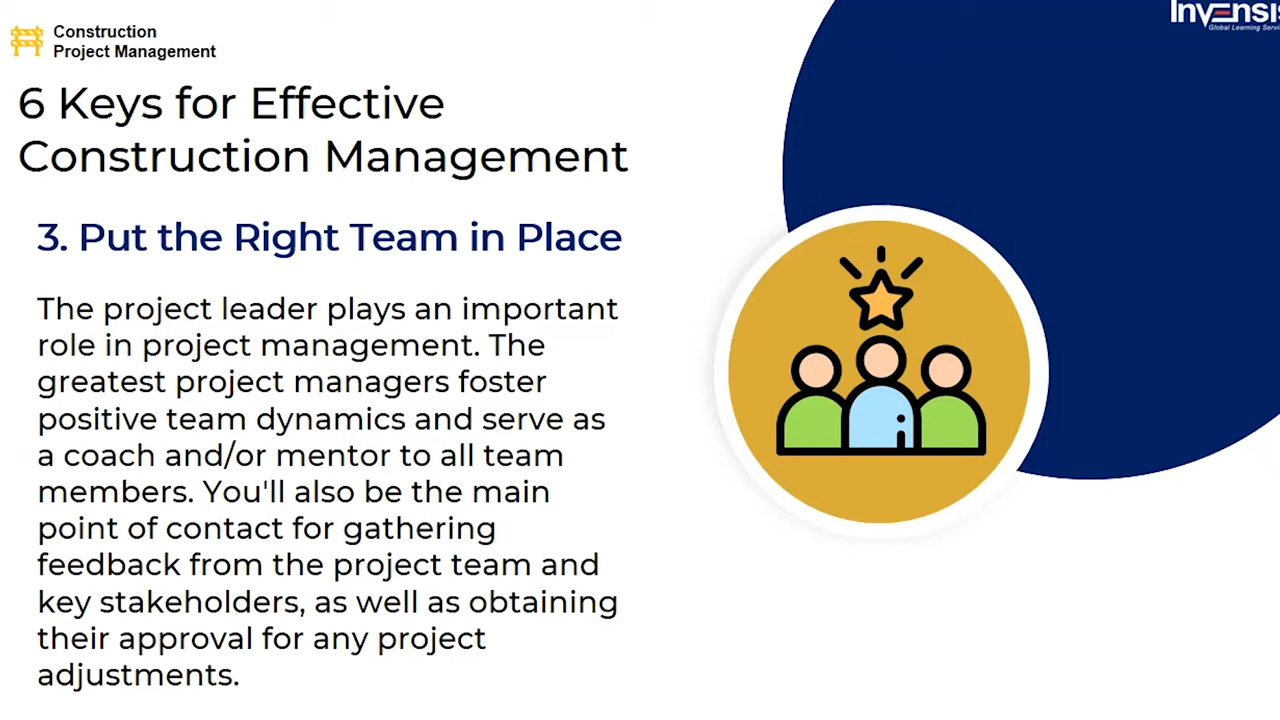 Construction
Project Management
Global Learning
6 Keys for Effective
Construction Management
3. Put the Right Team in Place
The project leader plays an important
role in project management. The
greatest project managers foster
positive team dynamics and serve as
a coach and/or mentor to all team
members. You'll also be the main
point of contact for gathering
feedback from the project team and
key stakeholders, as well as obtaining
their approval for any project
adjustments.